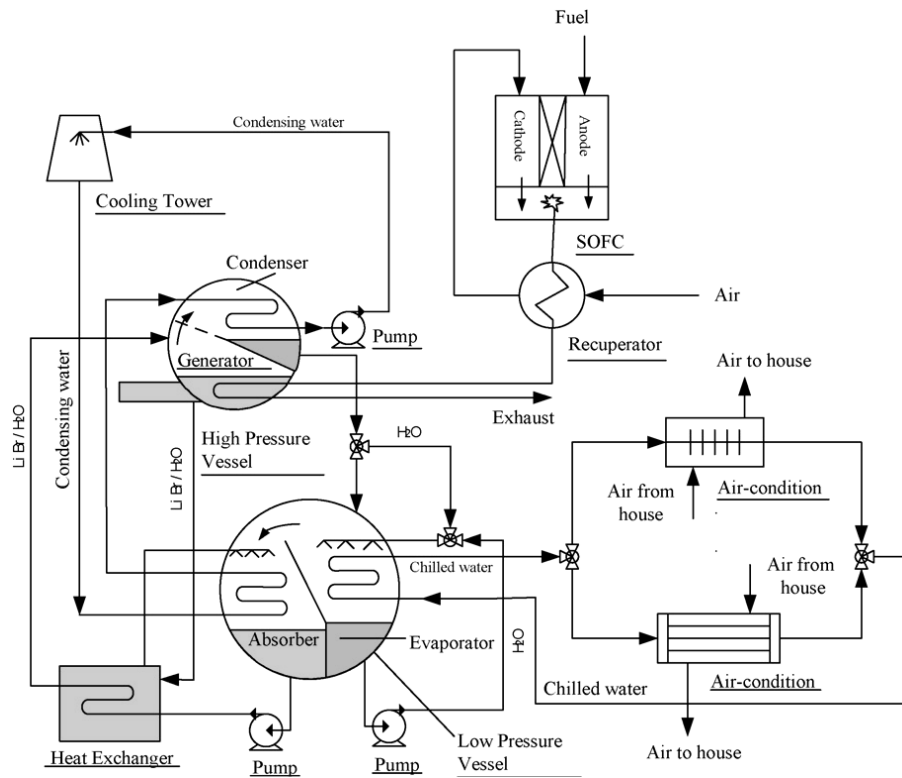 Fuel
Condensing water
Cathode
Anode
Cooling Tower
SOFC
Condenser
Air
Pump
Recuperator
Generator
Air to house
Exhaust
H2O
High Pressure
Vessel
Li Br / H2O
Condensing water
Li Br / H2O
Air from
house
Air-condition
Chilled water
Air from
house
Absorber
Evaporator
H2O
Chilled water
Air-condition
Heat Exchanger
Pump
Pump
Low Pressure
Vessel
Air to house